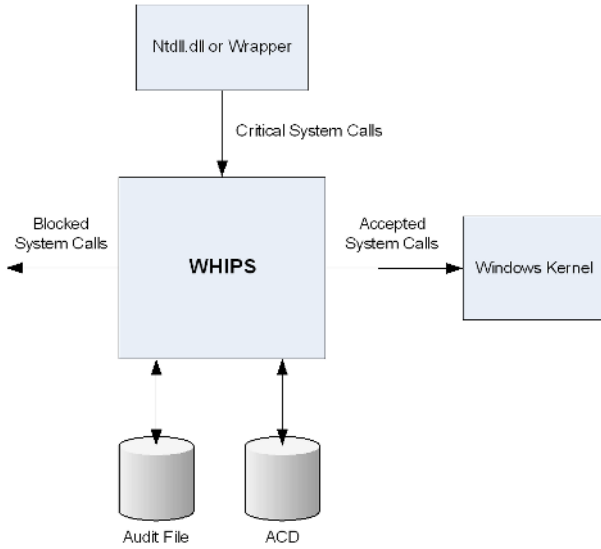 Ntdll.dll or Wrapper
Critical System Calls
Blocked
System Calls
WHIPS
Accepted
System Calls
Windows Kernel
Audit File
ACD